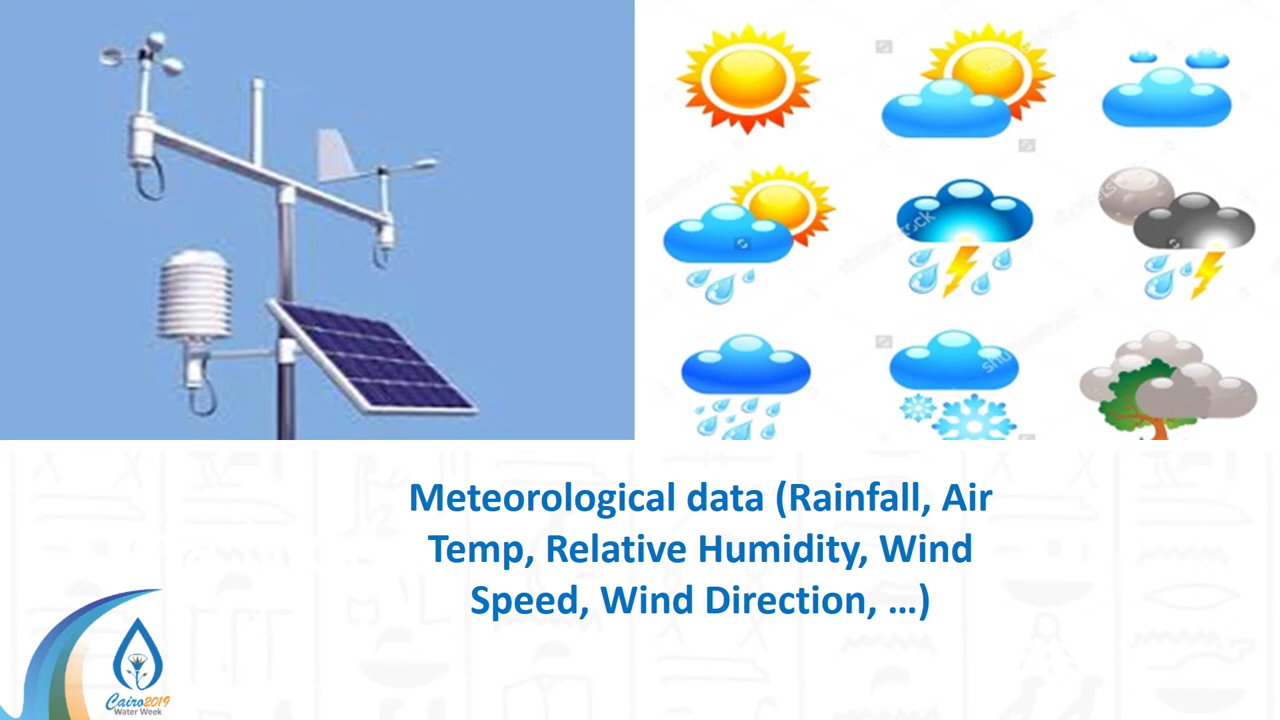 Meteorological data (Rainfall, Air
Temp, Relative Humidity, Wind
Speed, Wind Direction, ...)
Cairo2019
Water Week